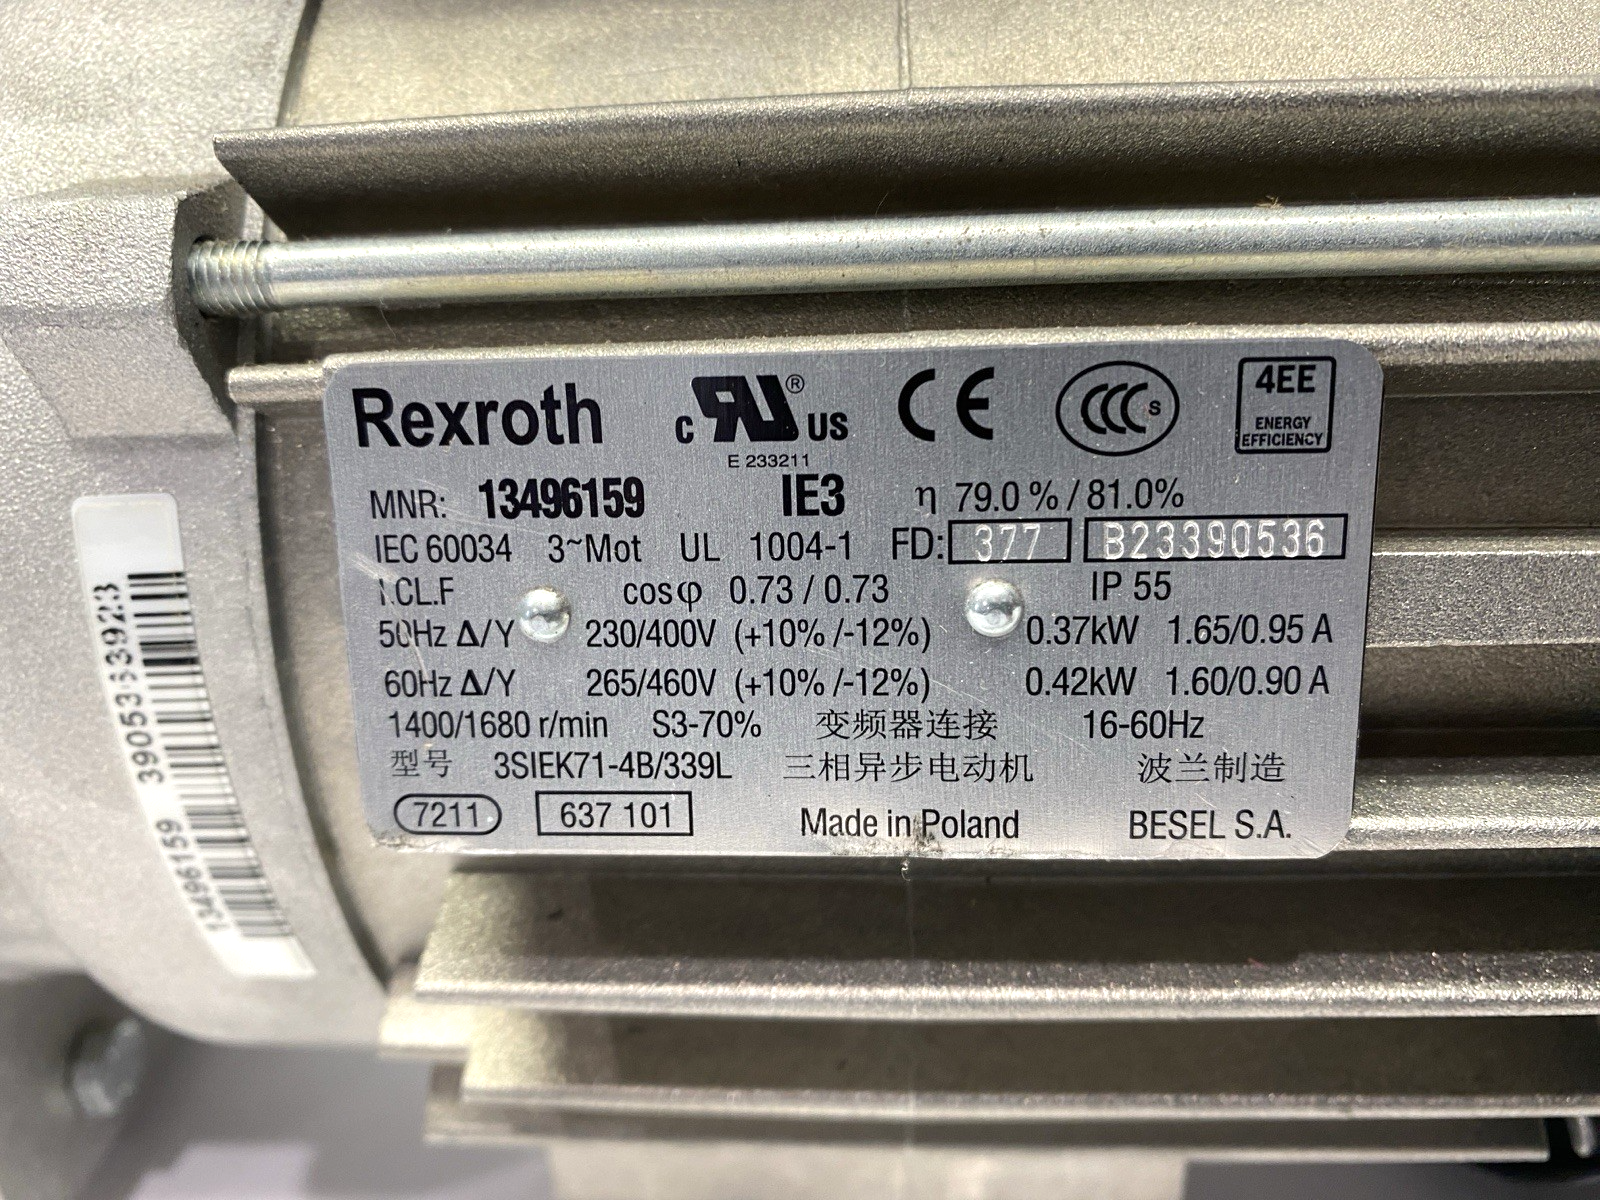 Rexroth c RU ® US CE CCC S 4EE
E 233211 ENERGY EFFICIENCY
MNR: 13496159 IE3 η 79.0 % / 81.0%
IEC 60034 3~Mot UL 1004-1 FD: 377 B23390536
I.CL.F cosφ 0.73 / 0.73 IP 55
50Hz Δ/Y 230/400V (+10% /-12%) 0.37kW 1.65/0.95 A
60Hz Δ/Y 265/460V (+10% /-12%) 0.42kW 1.60/0.90 A
1400/1680 r/min S3-70% 变频器连接 16-60Hz
型号 3SIEK71-4B/339L 三相异步电动机 波兰制造
7211 637 101 Made in Poland BESEL S.A.
13496159